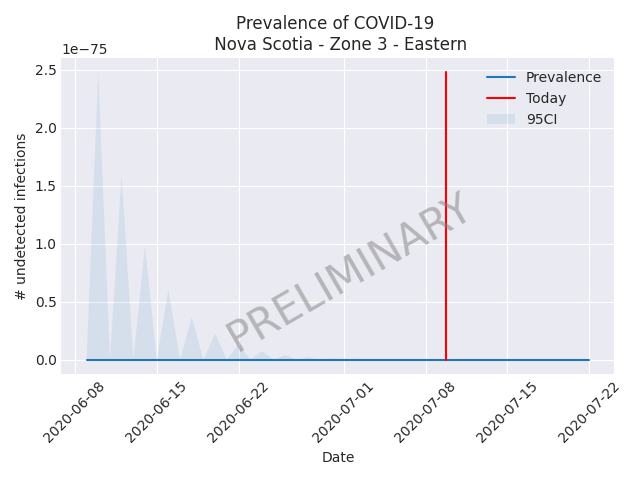 Prevalence of COVID-19
Nova Scotia - Zone 3 - Eastern
1e−75
2.5
2.0
1.5
1.0
0.5
0.0
# undetected infections
Prevalence
Today
95CI
PRELIMINARY
2020-06-08
2020-06-15
2020-06-22
2020-07-01
2020-07-08
2020-07-15
2020-07-22
Date